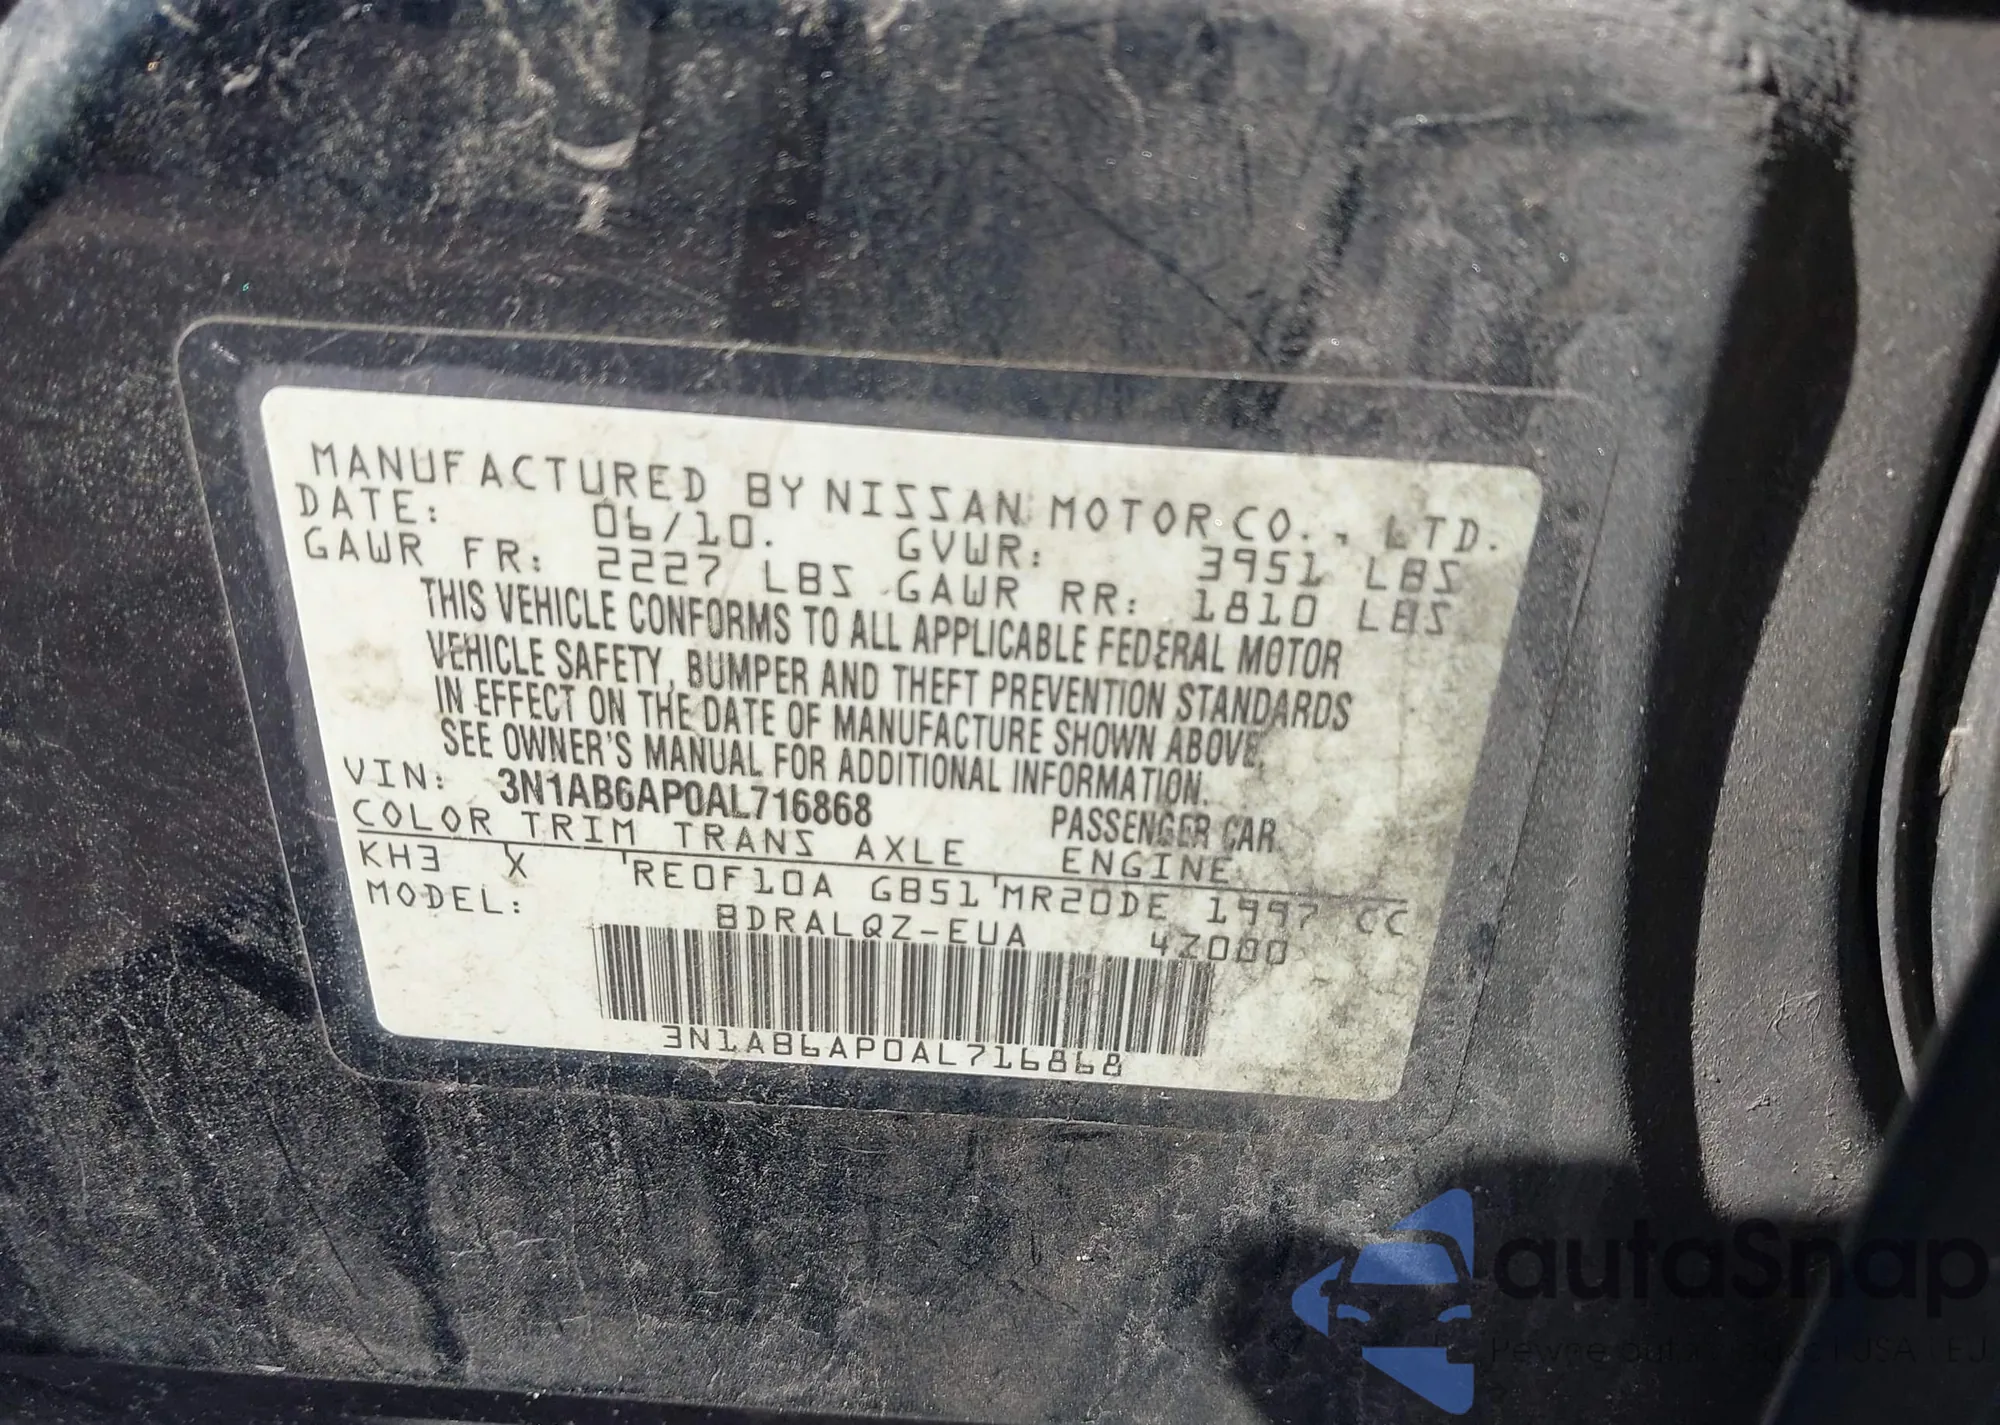 MANUFACTURED BY NISSAN MOTOR CO., LTD.
DATE: 06/10. GVWR: 3951 LBS
GAWR FR: 2227 LBS GAWR RR: 1810 LBS
THIS VEHICLE CONFORMS TO ALL APPLICABLE FEDERAL MOTOR
VEHICLE SAFETY, BUMPER AND THEFT PREVENTION STANDARDS
IN EFFECT ON THE DATE OF MANUFACTURE SHOWN ABOVE.
SEE OWNER'S MANUAL FOR ADDITIONAL INFORMATION.
VIN: 3N1AB6AP0AL716868 PASSENGER CAR
COLOR TRIM TRANS AXLE ENGINE
KH3 X RE0F10A GB51 MR20DE 1997 CC
MODEL: BDRALQZ-EUA 4Z000
3N1AB6AP0AL716868
autoSnap